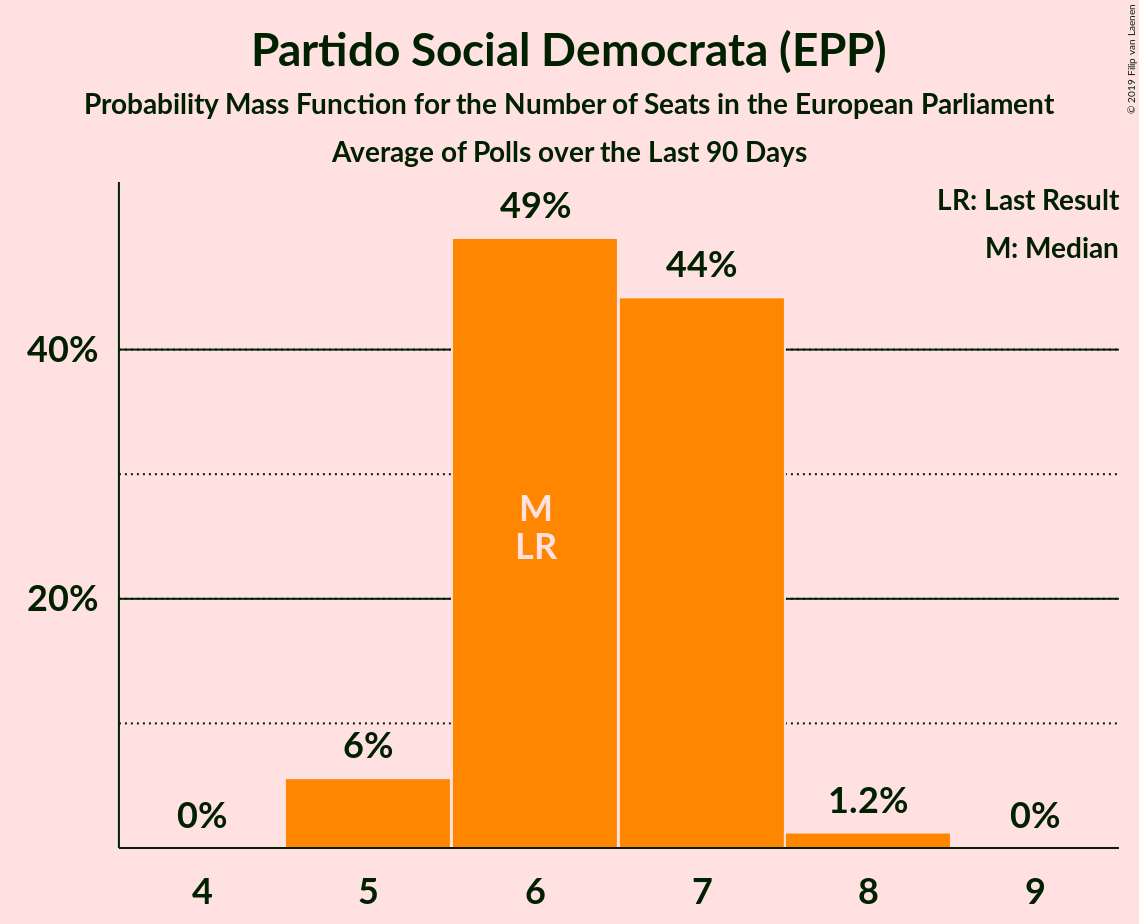 Partido Social Democrata (EPP)
Probability Mass Function for the Number of Seats in the European Parliament
Average of Polls over the Last 90 Days
© 2019 Filip van Laenen
LR: Last Result
M: Median
49%
44%
40%
M
LR
20%
6%
1.2%
0%
0%
4 5 6 7 8 9